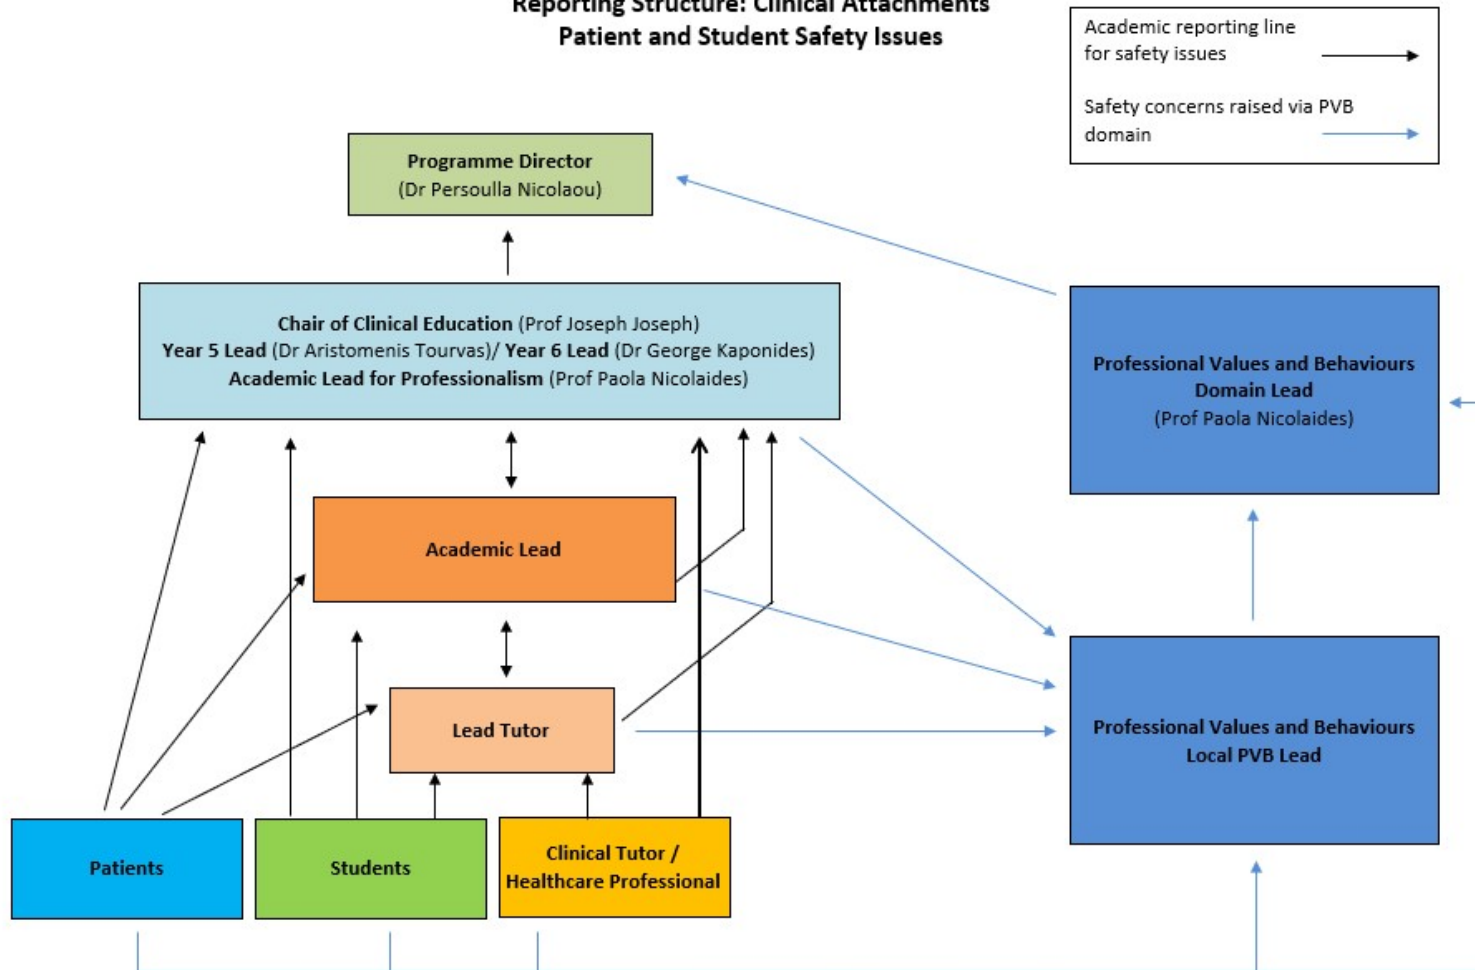 Reporting Structure: Clinical Attachments
Patient and Student Safety Issues
Academic reporting line
for safety issues
Safety concerns raised via PVB
domain
Programme Director
(Dr Persoulla Nicolaou)
Chair of Clinical Education (Prof Joseph Joseph)
Year 5 Lead (Dr Aristomenis Tourvas)/ Year 6 Lead (Dr George Kaponides)
Academic Lead for Professionalism (Prof Paola Nicolaides)
Professional Values and Behaviours
Domain Lead
(Prof Paola Nicolaides)
Academic Lead
Lead Tutor
Professional Values and Behaviours
Local PVB Lead
Patients
Students
Clinical Tutor /
Healthcare Professional